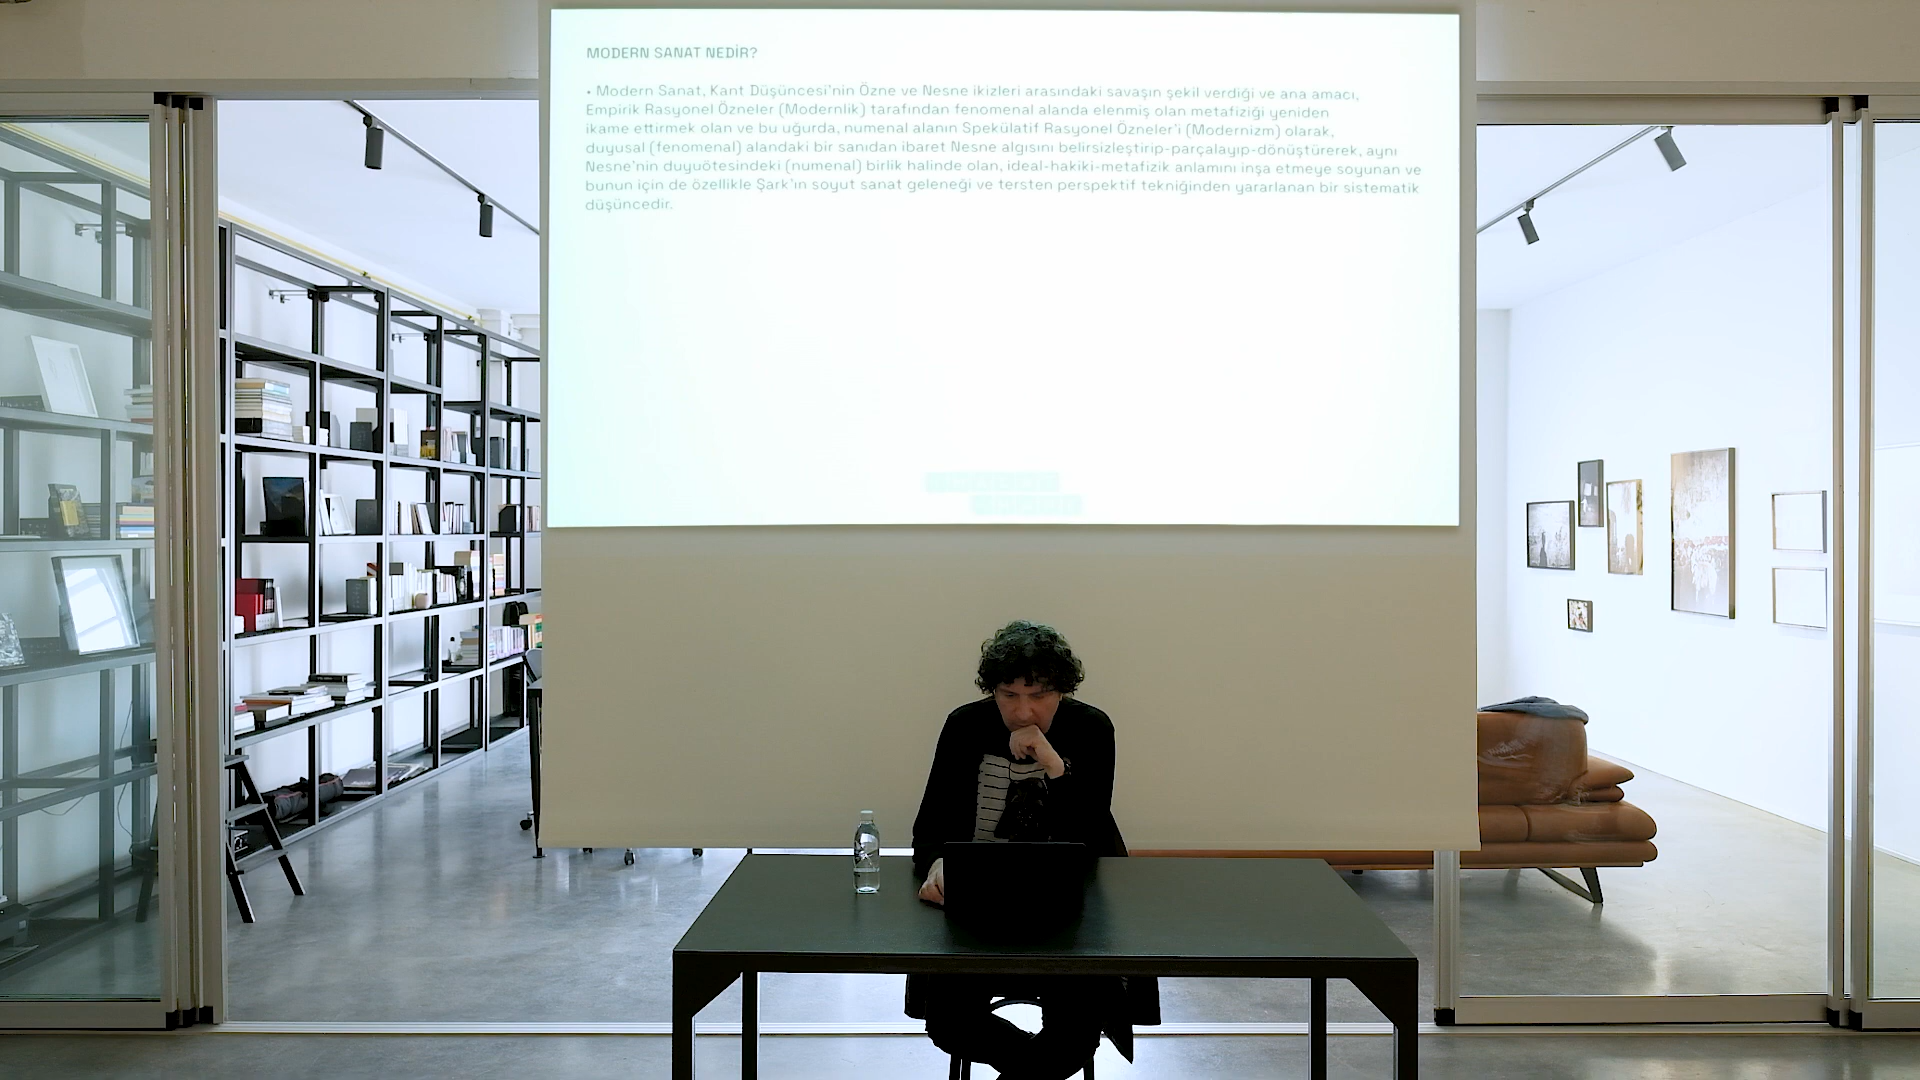 MODERN SANAT NEDİR?
• Modern Sanat, Kant Düşüncesi'nin Özne ve Nesne ikizleri arasındaki savaşın şekil verdiği ve ana amacı,
Empirik Rasyonel Özneler (Modernlik) tarafından fenomenal alanda elenmiş olan metafiziği yeniden
ikame ettirmek olan ve bu uğurda, numenal alanın Spekülatif Rasyonel Özneler'i (Modernizm) olarak,
duyusal (fenomenal) alandaki bir sanıdan ibaret Nesne algısını belirsizleştirip-parçalayıp-dönüştürerek, aynı
Nesne'nin duyuötesindeki (numenal) birlik halinde olan, ideal-hakiki-metafizik anlamını inşa etmeye soyunan ve
bunun için de özellikle Şark'ın soyut sanat geleneği ve tersten perspektif tekniğinden yararlanan bir sistematik
düşüncedir.